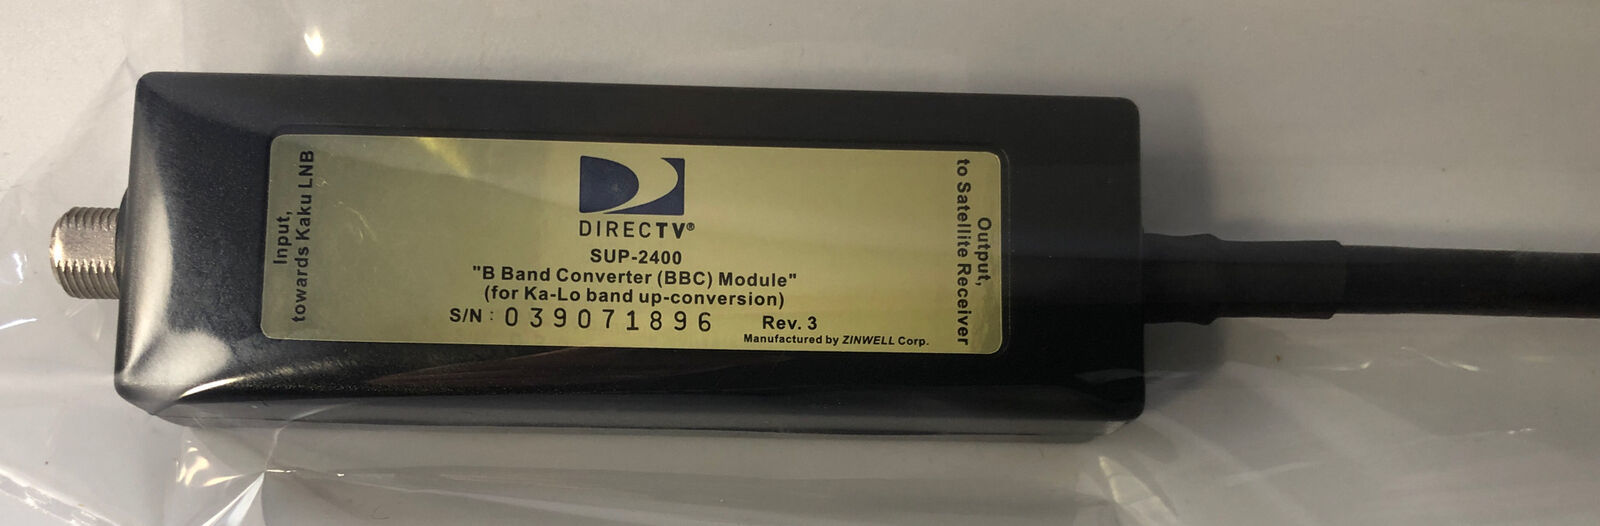 Input,
towards Kaku LNB
DIRECTV®
SUP-2400
"B Band Converter (BBC) Module"
(for Ka-Lo band up-conversion)
S/N : 039071896 Rev. 3
Manufactured by ZINWELL Corp.
Output,
to Satellite Receiver